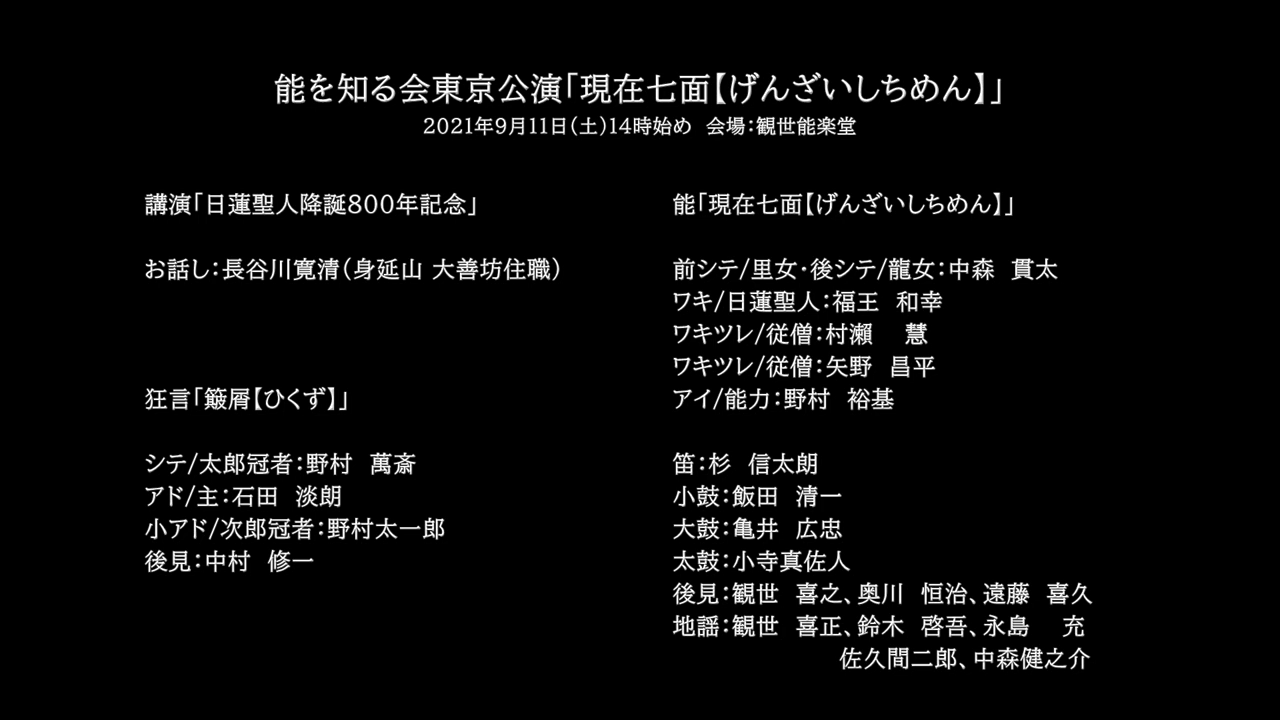 能を知る会東京公演「現在七面【げんざいしちめん】」
2021年9月11日(土)14時始め　会場：観世能楽堂
講演「日蓮聖人降誕800年記念」
お話し：長谷川寛清（身延山 大善坊住職）
狂言「簸屑【ひくず】」
シテ/太郎冠者：野村　萬斎
アド/主：石田　淡朗
小アド/次郎冠者：野村太一郎
後見：中村　修一
能「現在七面【げんざいしちめん】」
前シテ/里女・後シテ/龍女：中森　貫太
ワキ/日蓮聖人：福王　和幸
ワキツレ/従僧：村瀨　慧
ワキツレ/従僧：矢野　昌平
アイ/能力：野村　裕基
笛：杉　信太朗
小鼓：飯田　清一
大鼓：亀井　広忠
太鼓：小寺真佐人
後見：観世　喜之、奥川　恒治、遠藤　喜久
地謡：観世　喜正、鈴木　啓吾、永島　充
佐久間二郎、中森健之介